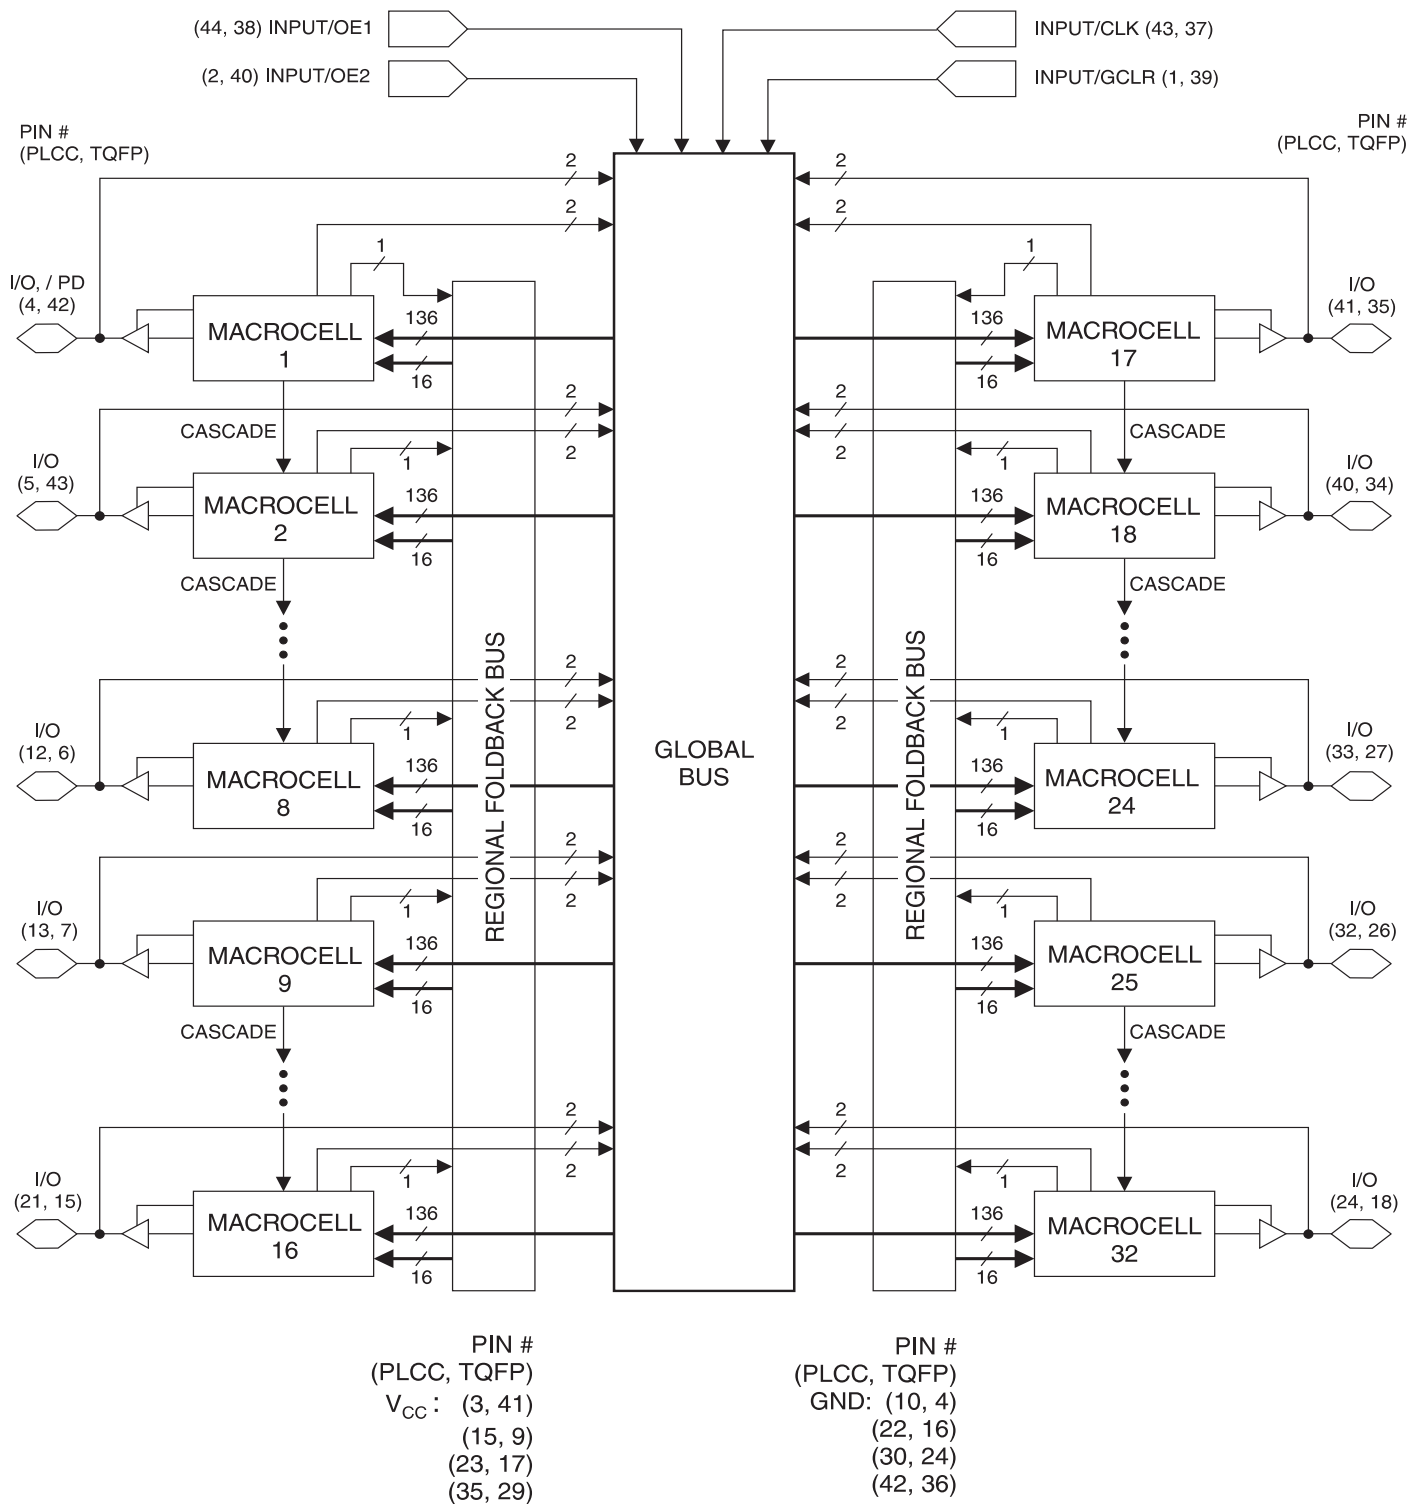 (44, 38) INPUT/OE1
INPUT/CLK (43, 37)
(2, 40) INPUT/OE2
INPUT/GCLR (1, 39)
PIN #
(PLCC, TQFP)
PIN #
(PLCC, TQFP)
2
2
2
2
1
1
I/O, / PD
(4, 42)
MACROCELL
1
136
16
136
16
MACROCELL
17
I/O
(41, 35)
CASCADE
2
2
CASCADE
I/O
(5, 43)
1
2
2
1
I/O
(40, 34)
MACROCELL
2
136
16
136
16
MACROCELL
18
CASCADE
CASCADE
REGIONAL FOLDBACK BUS
GLOBAL
BUS
REGIONAL FOLDBACK BUS
2
2
I/O
(12, 6)
1
2
2
1
I/O
(33, 27)
MACROCELL
8
136
16
136
16
MACROCELL
24
2
2
I/O
(13, 7)
1
2
2
1
I/O
(32, 26)
MACROCELL
9
136
16
136
16
MACROCELL
25
CASCADE
CASCADE
2
2
I/O
(21, 15)
1
2
2
1
I/O
(24, 18)
MACROCELL
16
136
16
136
16
MACROCELL
32
PIN #
(PLCC, TQFP)
VCC : (3, 41)
(15, 9)
(23, 17)
(35, 29)
PIN #
(PLCC, TQFP)
GND: (10, 4)
(22, 16)
(30, 24)
(42, 36)